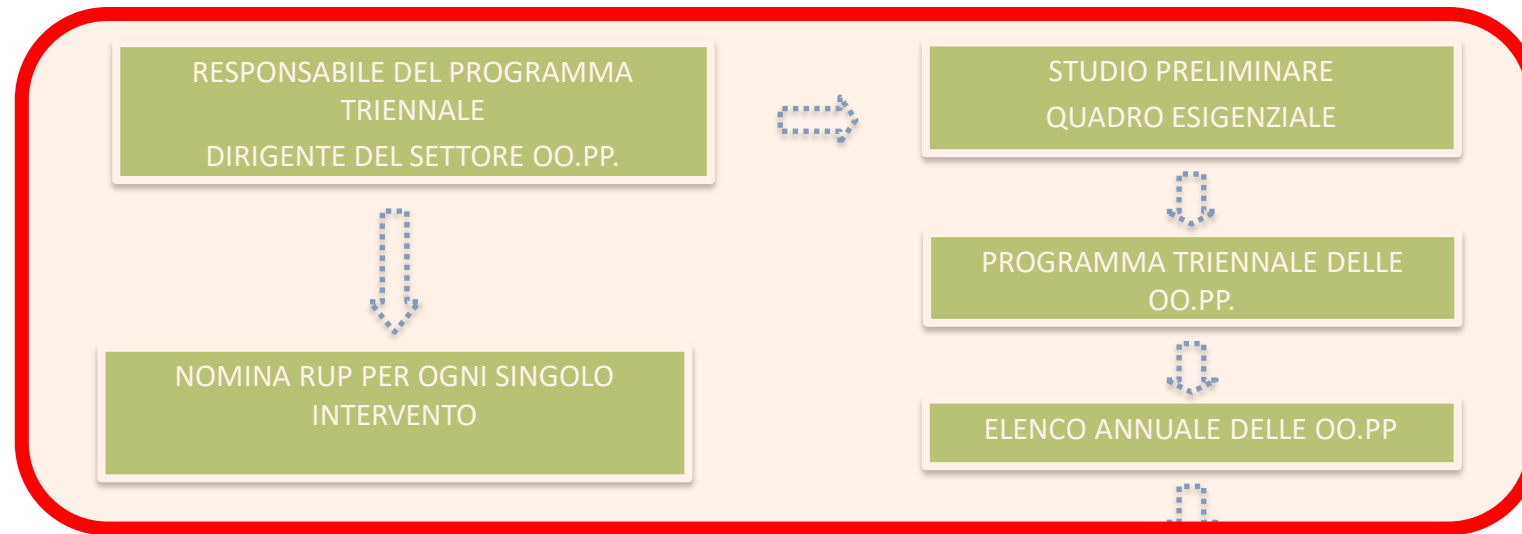 RESPONSABILE DEL PROGRAMMA
TRIENNALE
DIRIGENTE DEL SETTORE OO.PP.
NOMINA RUP PER OGNI SINGOLO
INTERVENTO
STUDIO PRELIMINARE
QUADRO ESIGENZIALE
PROGRAMMA TRIENNALE DELLE
OO.PP.
ELENCO ANNUALE DELLE OO.PP